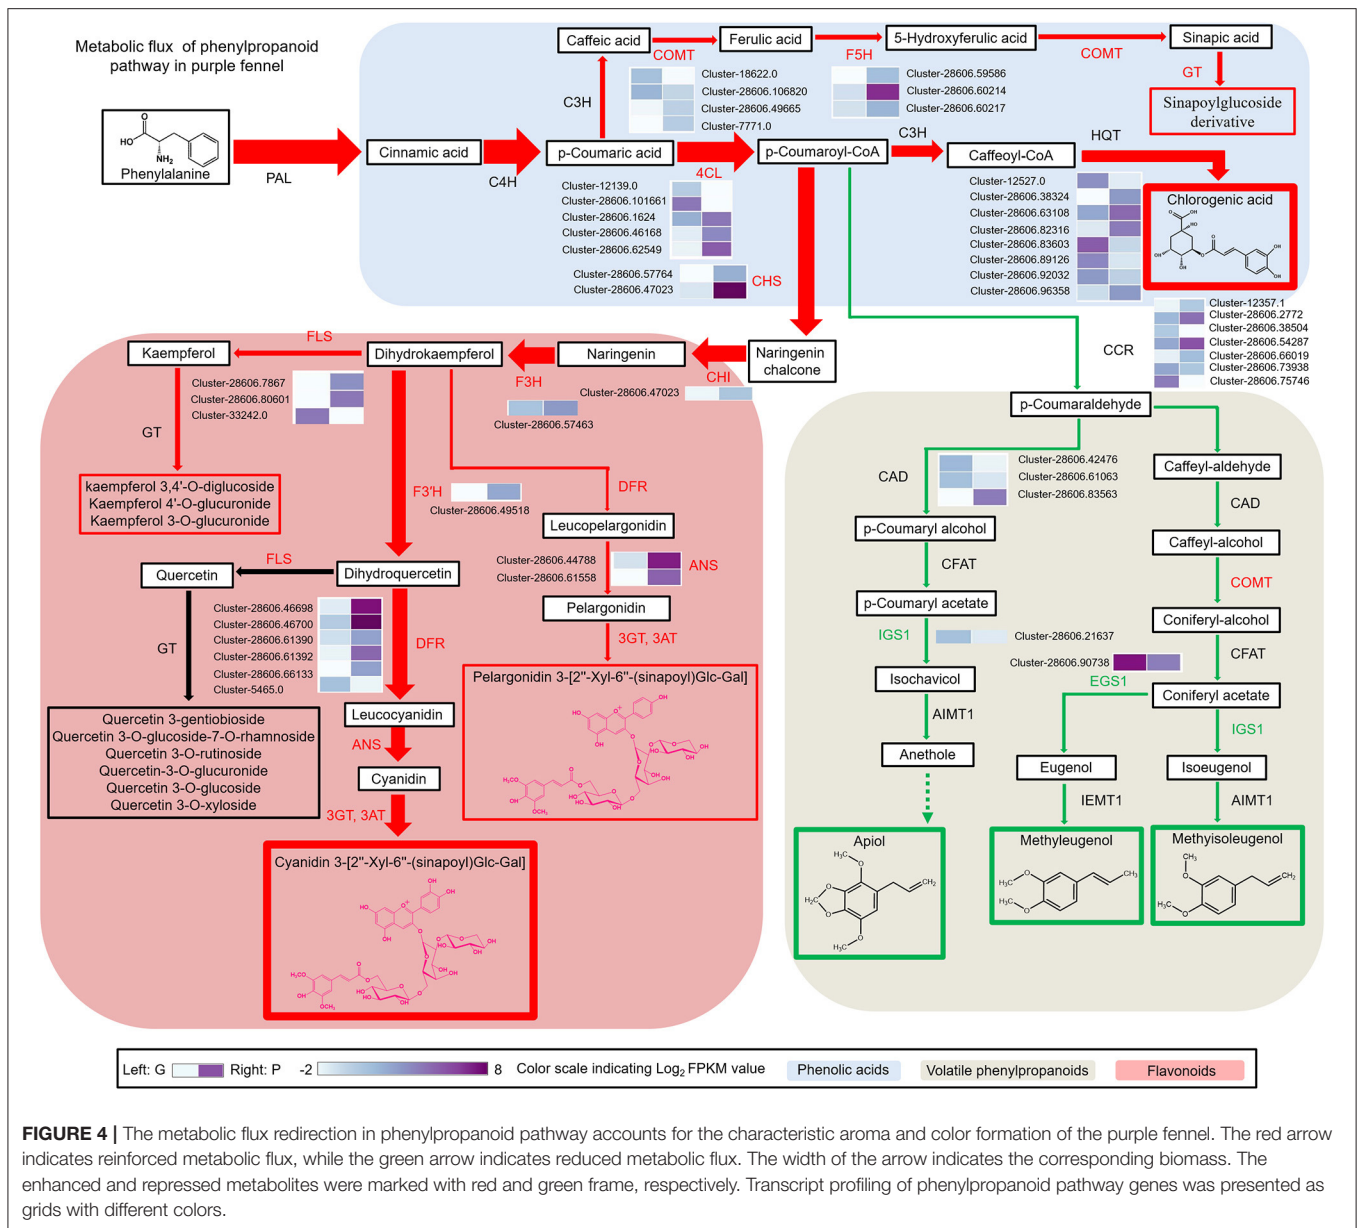 Metabolic flux of phenylpropanoid
pathway in purple fennel
Phenylalanine
HO
O
NH₂
PAL
Cinnamic acid
C4H
p-Coumaric acid
C3H
Caffeic acid
COMT
Ferulic acid
F5H
5-Hydroxyferulic acid
COMT
Sinapic acid
GT
Sinapoylglucoside
derivative
Cluster-18622.0
Cluster-28606.106820
Cluster-28606.49665
Cluster-7771.0
Cluster-28606.59586
Cluster-28606.60214
Cluster-28606.60217
4CL
p-Coumaroyl-CoA
C3H
Caffeoyl-CoA
HQT
Chlorogenic acid
Cluster-12139.0
Cluster-28606.101661
Cluster-28606.1624
Cluster-28606.46168
Cluster-28606.62549
Cluster-28606.57764
Cluster-28606.47023
CHS
Cluster-12527.0
Cluster-28606.38324
Cluster-28606.63108
Cluster-28606.82316
Cluster-28606.83603
Cluster-28606.89126
Cluster-28606.92032
Cluster-28606.96358
CCR
Cluster-12357.1
Cluster-28606.2772
Cluster-28606.38504
Cluster-28606.54287
Cluster-28606.66019
Cluster-28606.73938
Cluster-28606.75746
Kaempferol
FLS
Dihydrokaempferol
F3H
Naringenin
CHI
Naringenin
chalcone
Cluster-28606.47023
Cluster-28606.57463
Cluster-28606.7867
Cluster-28606.80601
Cluster-33242.0
GT
kaempferol 3,4'-O-diglucoside
Kaempferol 4'-O-glucuronide
Kaempferol 3-O-glucuronide
F3'H
Cluster-28606.49518
DFR
Leucopelargonidin
Cluster-28606.44788
Cluster-28606.61558
ANS
Pelargonidin
3GT, 3AT
Pelargonidin 3-[2''-Xyl-6''-(sinapoyl)Glc-Gal]
Quercetin
FLS
Dihydroquercetin
Cluster-28606.46698
Cluster-28606.46700
Cluster-28606.61390
Cluster-28606.61392
Cluster-28606.66133
Cluster-5465.0
GT
DFR
Quercetin 3-gentiobioside
Quercetin 3-O-glucoside-7-O-rhamnoside
Quercetin 3-O-rutinoside
Quercetin-3-O-glucuronide
Quercetin 3-O-glucoside
Quercetin 3-O-xyloside
Leucocyanidin
ANS
Cyanidin
3GT, 3AT
Cyanidin 3-[2''-Xyl-6''-(sinapoyl)Glc-Gal]
p-Coumaraldehyde
CAD
Cluster-28606.42476
Cluster-28606.61063
Cluster-28606.83563
p-Coumaryl alcohol
CFAT
p-Coumaryl acetate
IGS1
Cluster-28606.21637
Isochavicol
AIMT1
Anethole
Apiol
Caffeyl-aldehyde
CAD
Caffeyl-alcohol
COMT
Coniferyl-alcohol
CFAT
Cluster-28606.90738
EGS1
Coniferyl acetate
IGS1
Eugenol
IEMT1
Methyleugenol
Isoeugenol
AIMT1
Methyisoleugenol
Left: G
Right: P
-2
8
Color scale indicating Log₂ FPKM value
Phenolic acids
Volatile phenylpropanoids
Flavonoids
FIGURE 4 | The metabolic flux redirection in phenylpropanoid pathway accounts for the characteristic aroma and color formation of the purple fennel. The red arrow
indicates reinforced metabolic flux, while the green arrow indicates reduced metabolic flux. The width of the arrow indicates the corresponding biomass. The
enhanced and repressed metabolites were marked with red and green frame, respectively. Transcript profiling of phenylpropanoid pathway genes was presented as
grids with different colors.